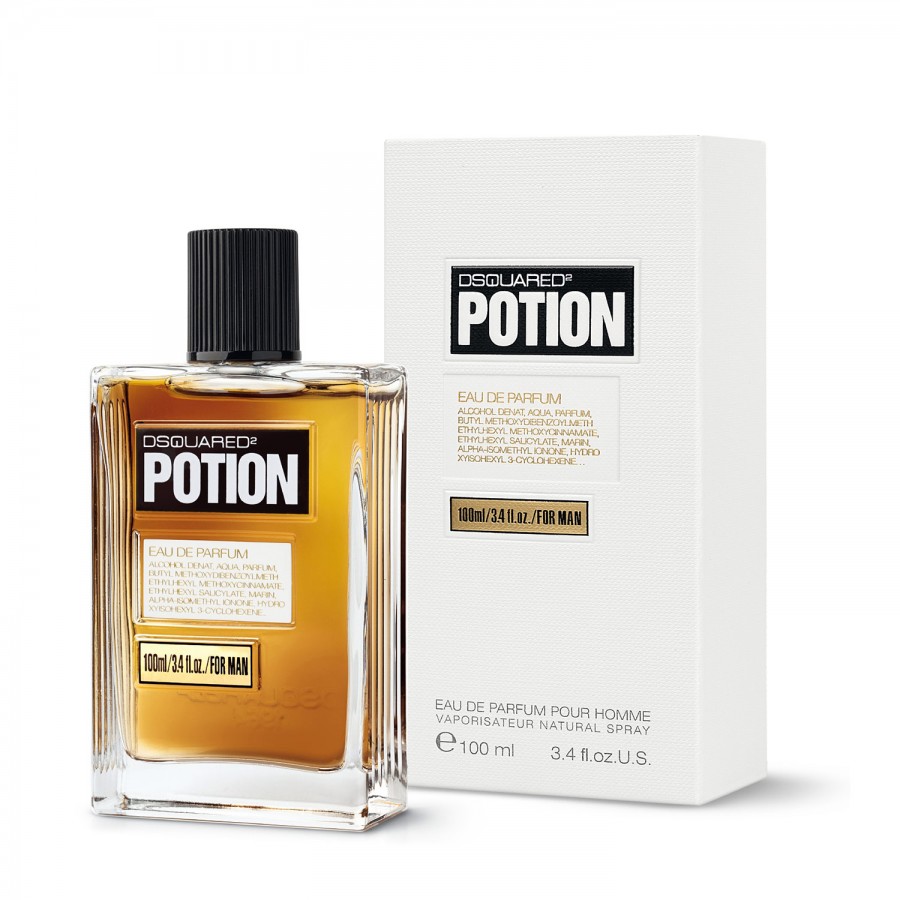 DSQUARED²
POTION
EAU DE PARFUM
ALCOHOL DENAT, AQUA, PARFUM,
BUTYL METHOXYDIBENZOYLMETH
ETHYLHEXYL METHOXYCINNAMATE,
ETHYLHEXYL SALICYLATE, MARIN,
ALPHA-ISOMETHYL IONONE, HYDRO
XYISOHEXYL 3-CYCLOHEXENE...
100ml/3.4 fl.oz./FOR MAN
DSQUARED²
POTION
EAU DE PARFUM
ALCOHOL DENAT, AQUA, PARFUM,
BUTYL METHOXYDIBENZOYLMETH
ETHYLHEXYL METHOXYCINNAMATE,
ETHYLHEXYL SALICYLATE, MARIN,
ALPHA-ISOMETHYL IONONE, HYDRO
XYISOHEXYL 3-CYCLOHEXENE...
100ml/3.4 fl.oz./FOR MAN
EAU DE PARFUM POUR HOMME
VAPORISATEUR NATURAL SPRAY
℮ 100 ml 3.4 fl.oz.U.S.